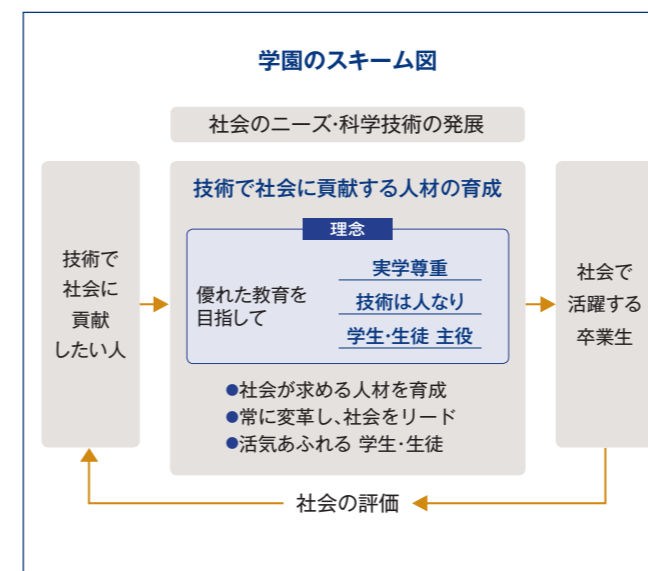 学園のスキーム図
社会のニーズ・科学技術の発展
技術で
社会に
貢献
したい人
技術で社会に貢献する人材の育成
理念
優れた教育を
目指して
実学尊重
技術は人なり
学生・生徒 主役
●社会が求める人材を育成
●常に変革し、社会をリード
●活気あふれる 学生・生徒
社会で
活躍する
卒業生
社会の評価